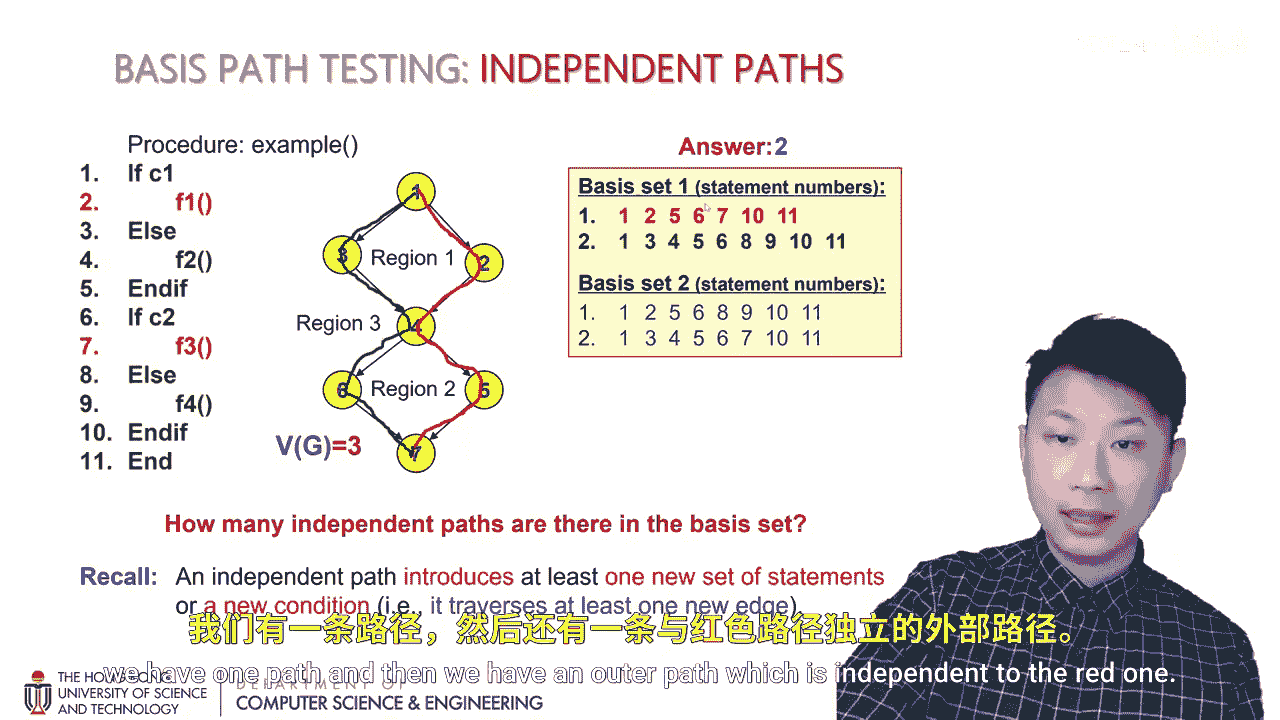 BASIS PATH TESTING: INDEPENDENT PATHS
Procedure: example()
1. If c1
2. f1()
3. Else
4. f2()
5. Endif
6. If c2
7. f3()
8. Else
9. f4()
10. Endif
11. End
1
3
Region 1
2
Region 3
4
6
Region 2
5
V(G)=3
7
Answer: 2
Basis set 1 (statement numbers):
1. 1 2 5 6 7 10 11
2. 1 3 4 5 6 8 9 10 11
Basis set 2 (statement numbers):
1. 1 2 5 6 8 9 10 11
2. 1 3 4 5 6 7 10 11
How many independent paths are there in the basis set?
Recall: An independent path introduces at least one new set of statements
or a new condition (i.e., it traverses at least one new edge)
我们有一条路径，然后还有一条与红色路径独立的外部路径。
we have one path and then we have an outer path which is independent to the red one.
THE HONG KONG
UNIVERSITY OF SCIENCE
AND TECHNOLOGY
DEPARTMENT OF
COMPUTER SCIENCE & ENGINEERING